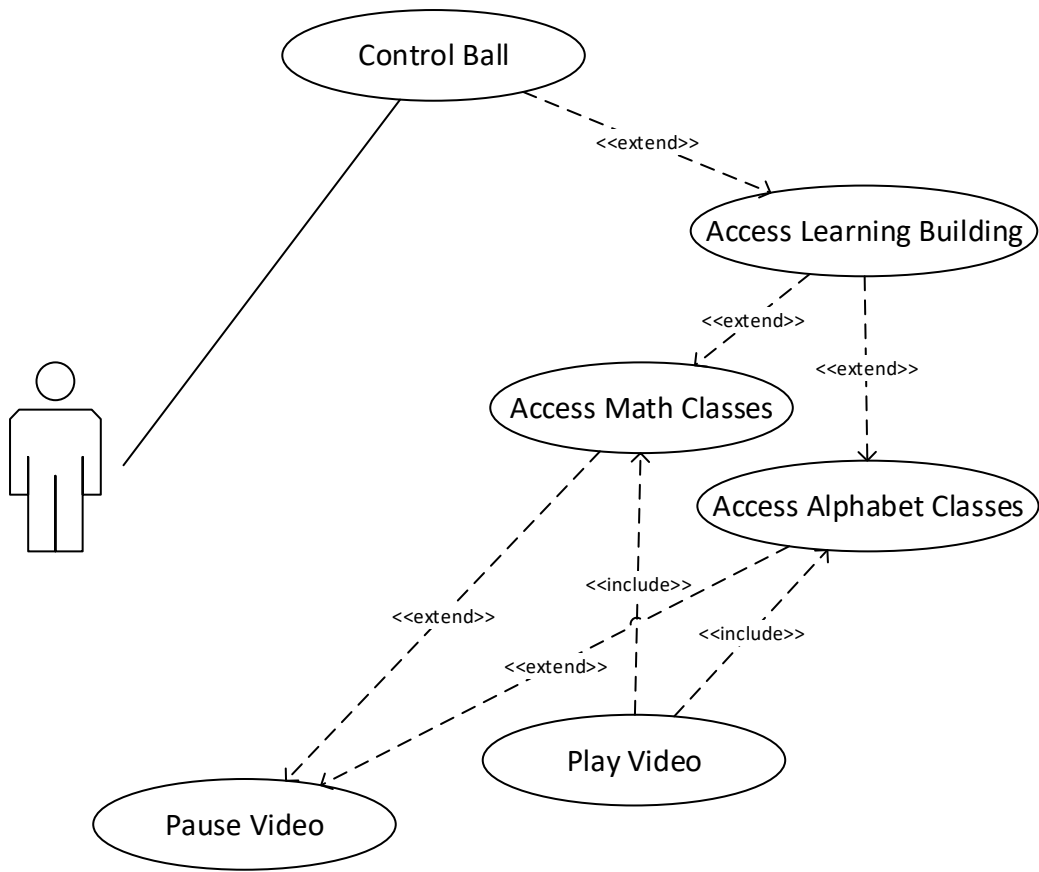 Control Ball
<<extend>>
Access Learning Building
<<extend>>
<<extend>>
Access Math Classes
Access Alphabet Classes
<<include>>
<<extend>>
<<include>>
<<extend>>
Play Video
Pause Video